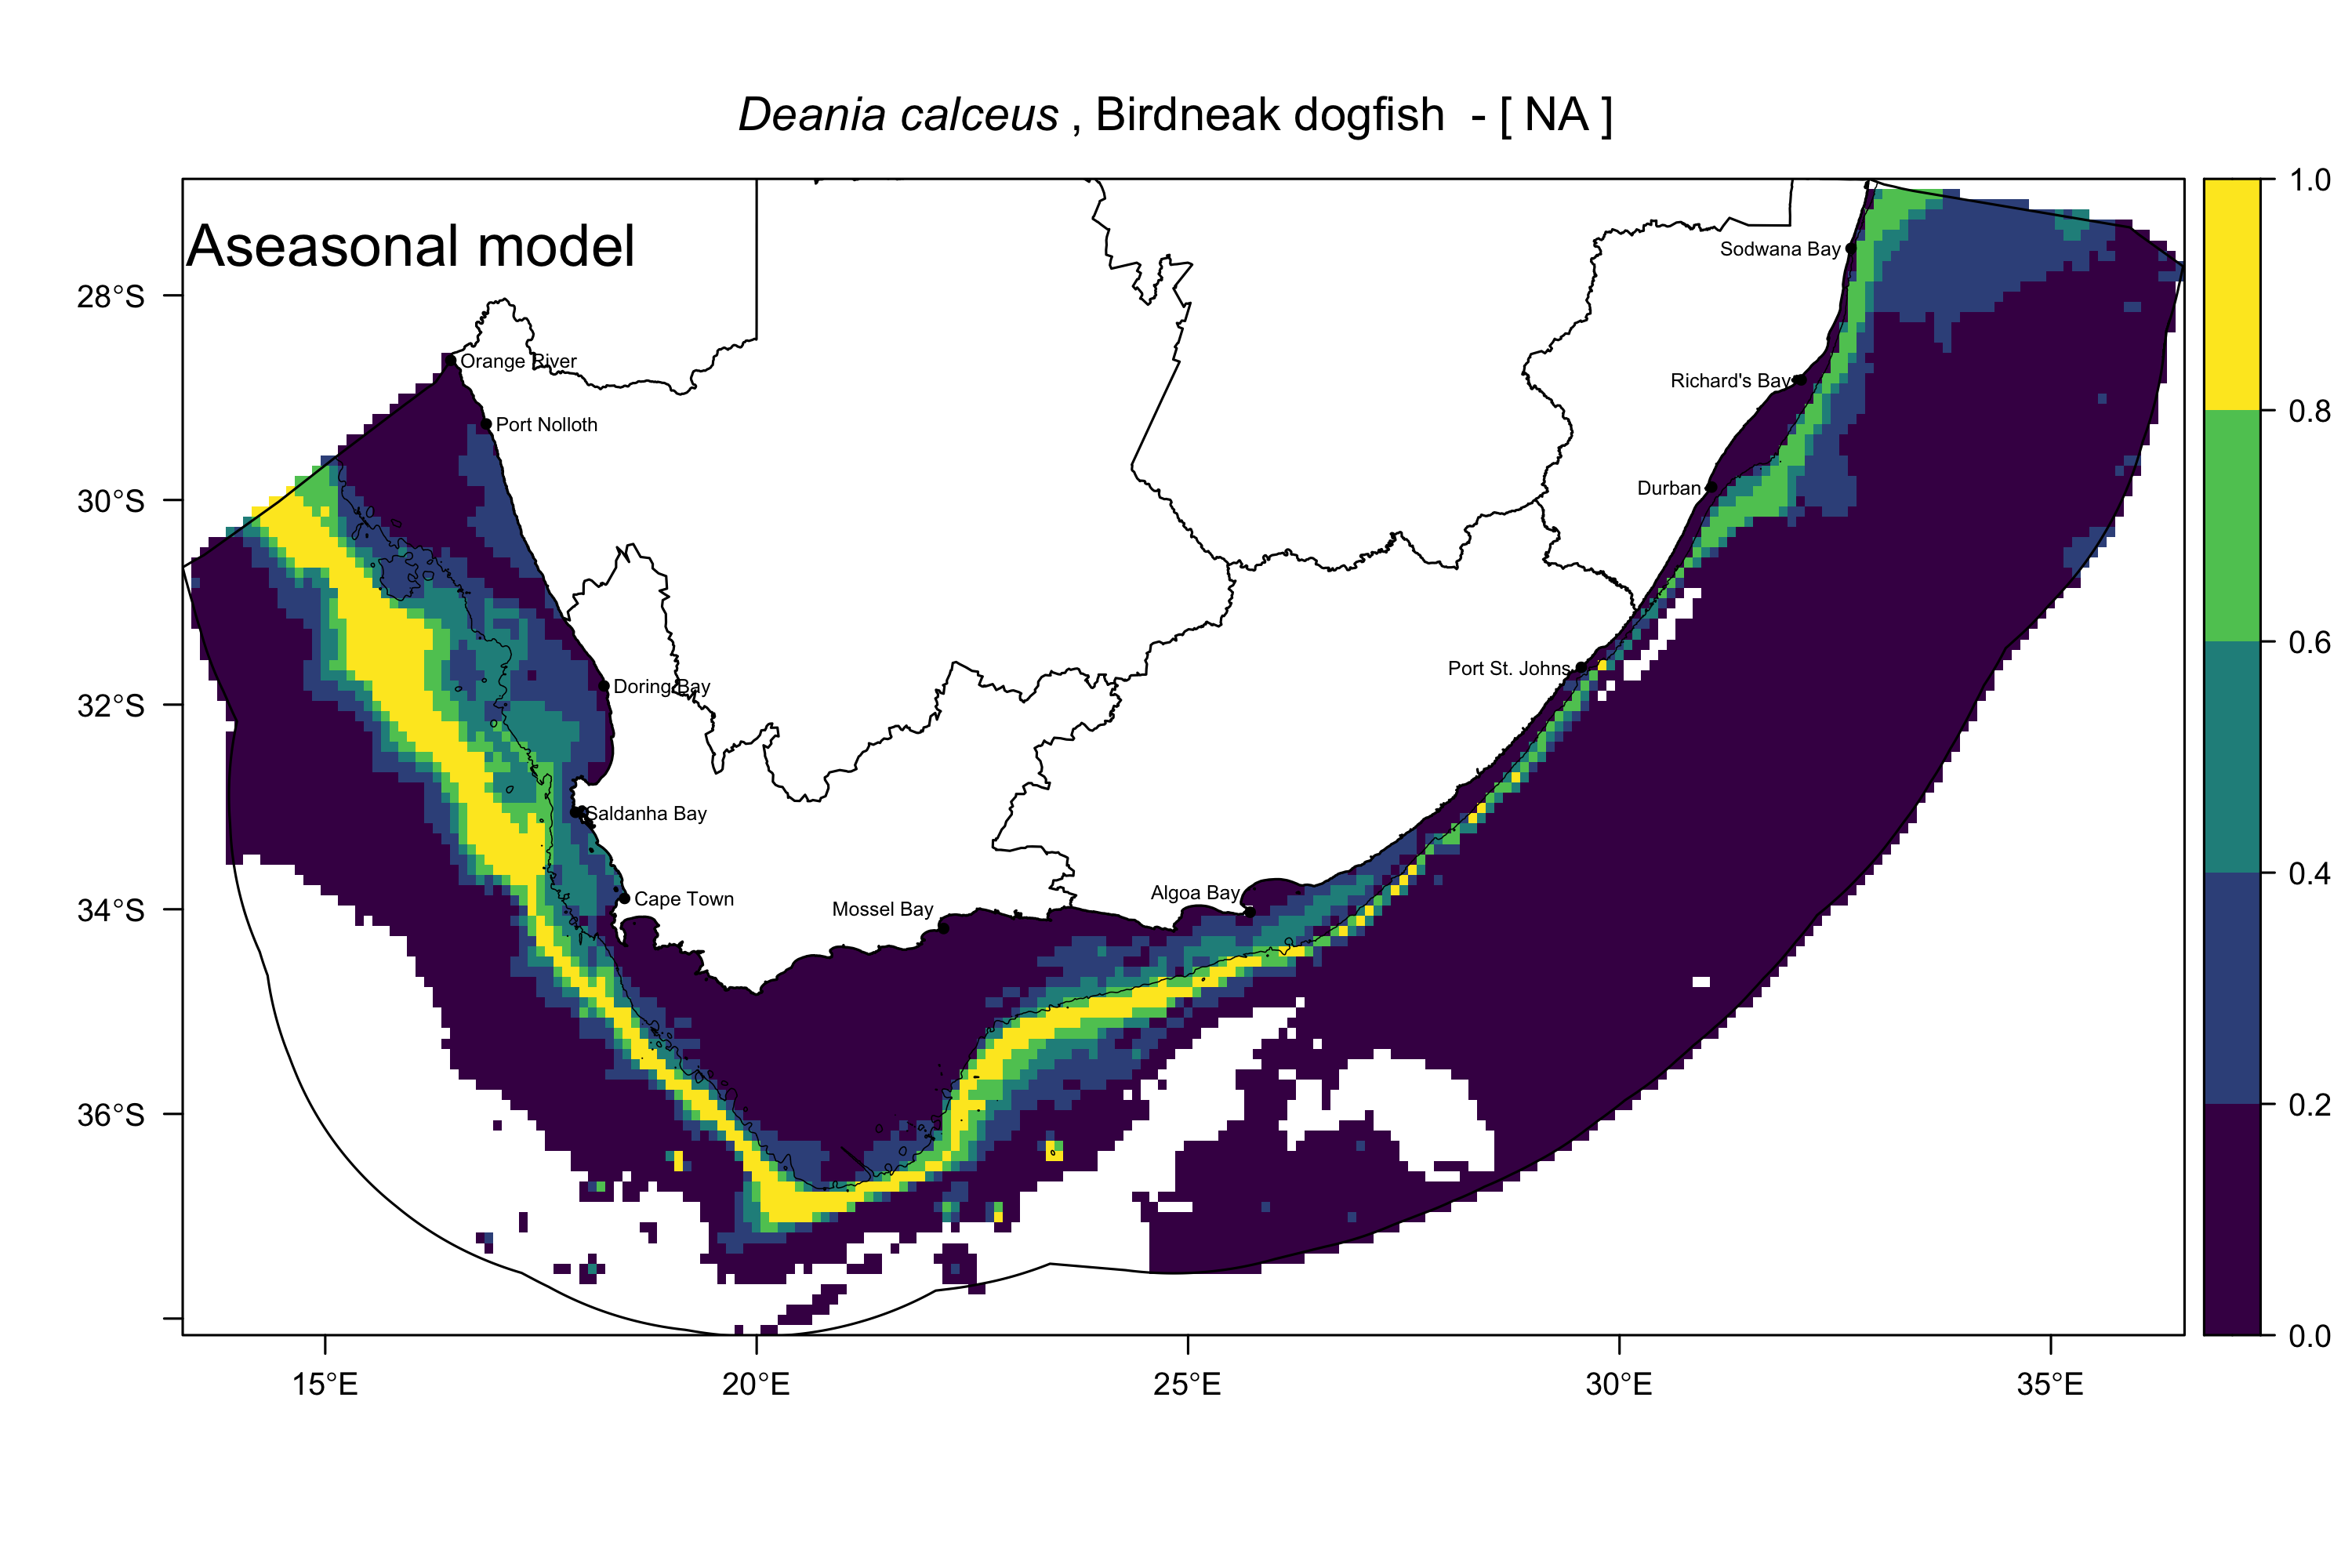 Deania calceus , Birdneak dogfish - [ NA ]
Aseasonal model
1.0
0.8
0.6
0.4
0.2
0.0
28°S
30°S
32°S
34°S
36°S
Sodwana Bay
Orange River
Richard's Bay
Port Nolloth
Durban
Port St. Johns
Doring Bay
Saldanha Bay
Algoa Bay
Cape Town
Mossel Bay
15°E
20°E
25°E
30°E
35°E